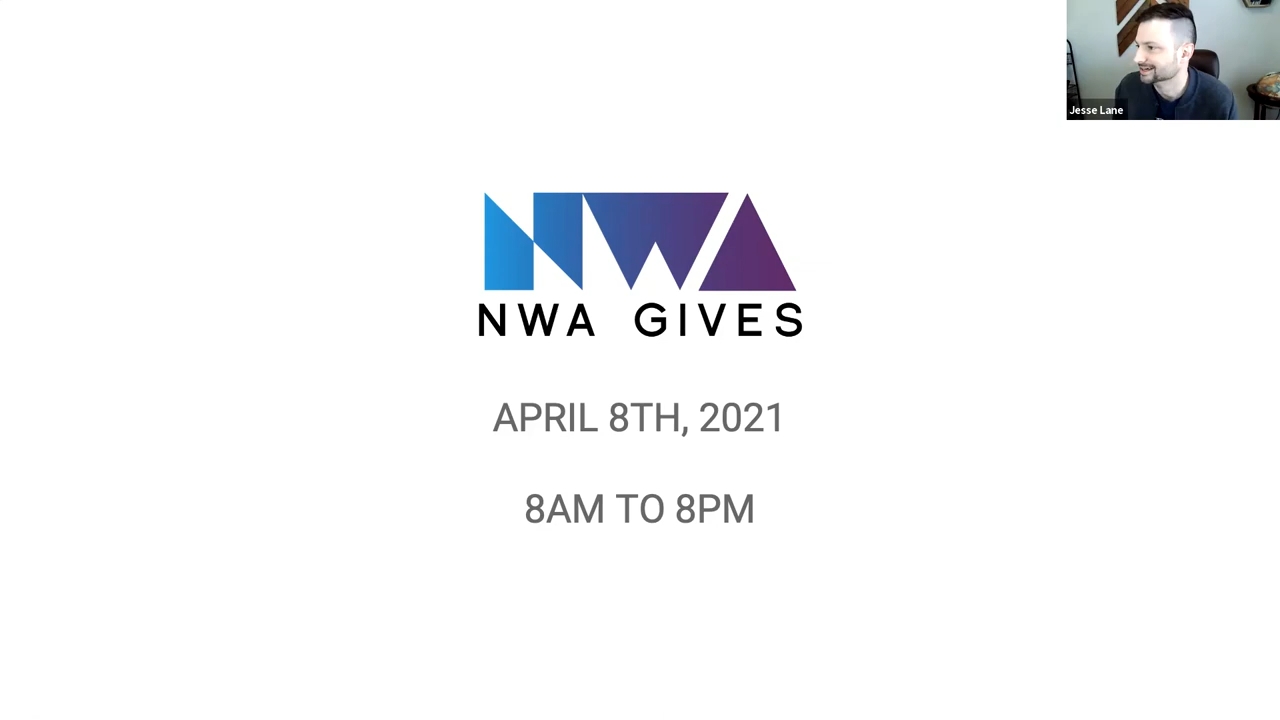 Jesse Lane
NWA
NWA GIVES
APRIL 8TH, 2021
8AM TO 8PM